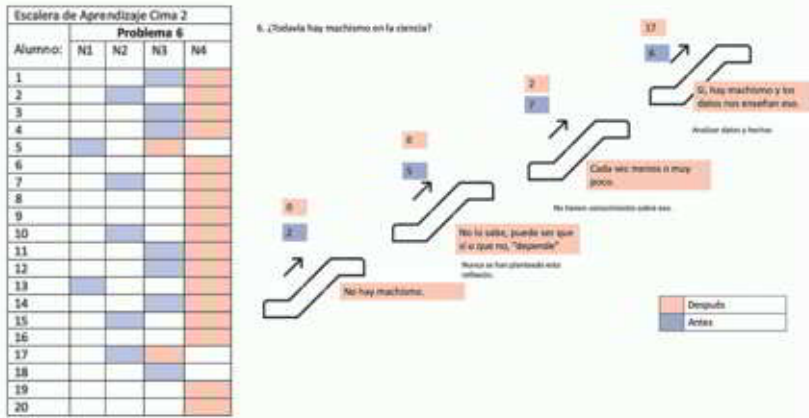 Escalera de Aprendizaje Cima 2
Problema 6
Alumno: N1 N2 N3 N4
1
2
3
4
5
6
7
8
9
10
11
12
13
14
15
16
17
18
19
20
6. ¿Todavía hay machismo en la ciencia?
17
6
Sí, hay machismo y los
datos nos enseñan eso.
Analizar datos y hechos
2
7
Cada vez menos o muy
poco.
No tienen conocimiento sobre eso.
0
5
No lo sabe, puede ser que
sí o que no, "depende"
Nunca se han planteado esta
reflexión.
0
2
No hay machismo.
Después
Antes